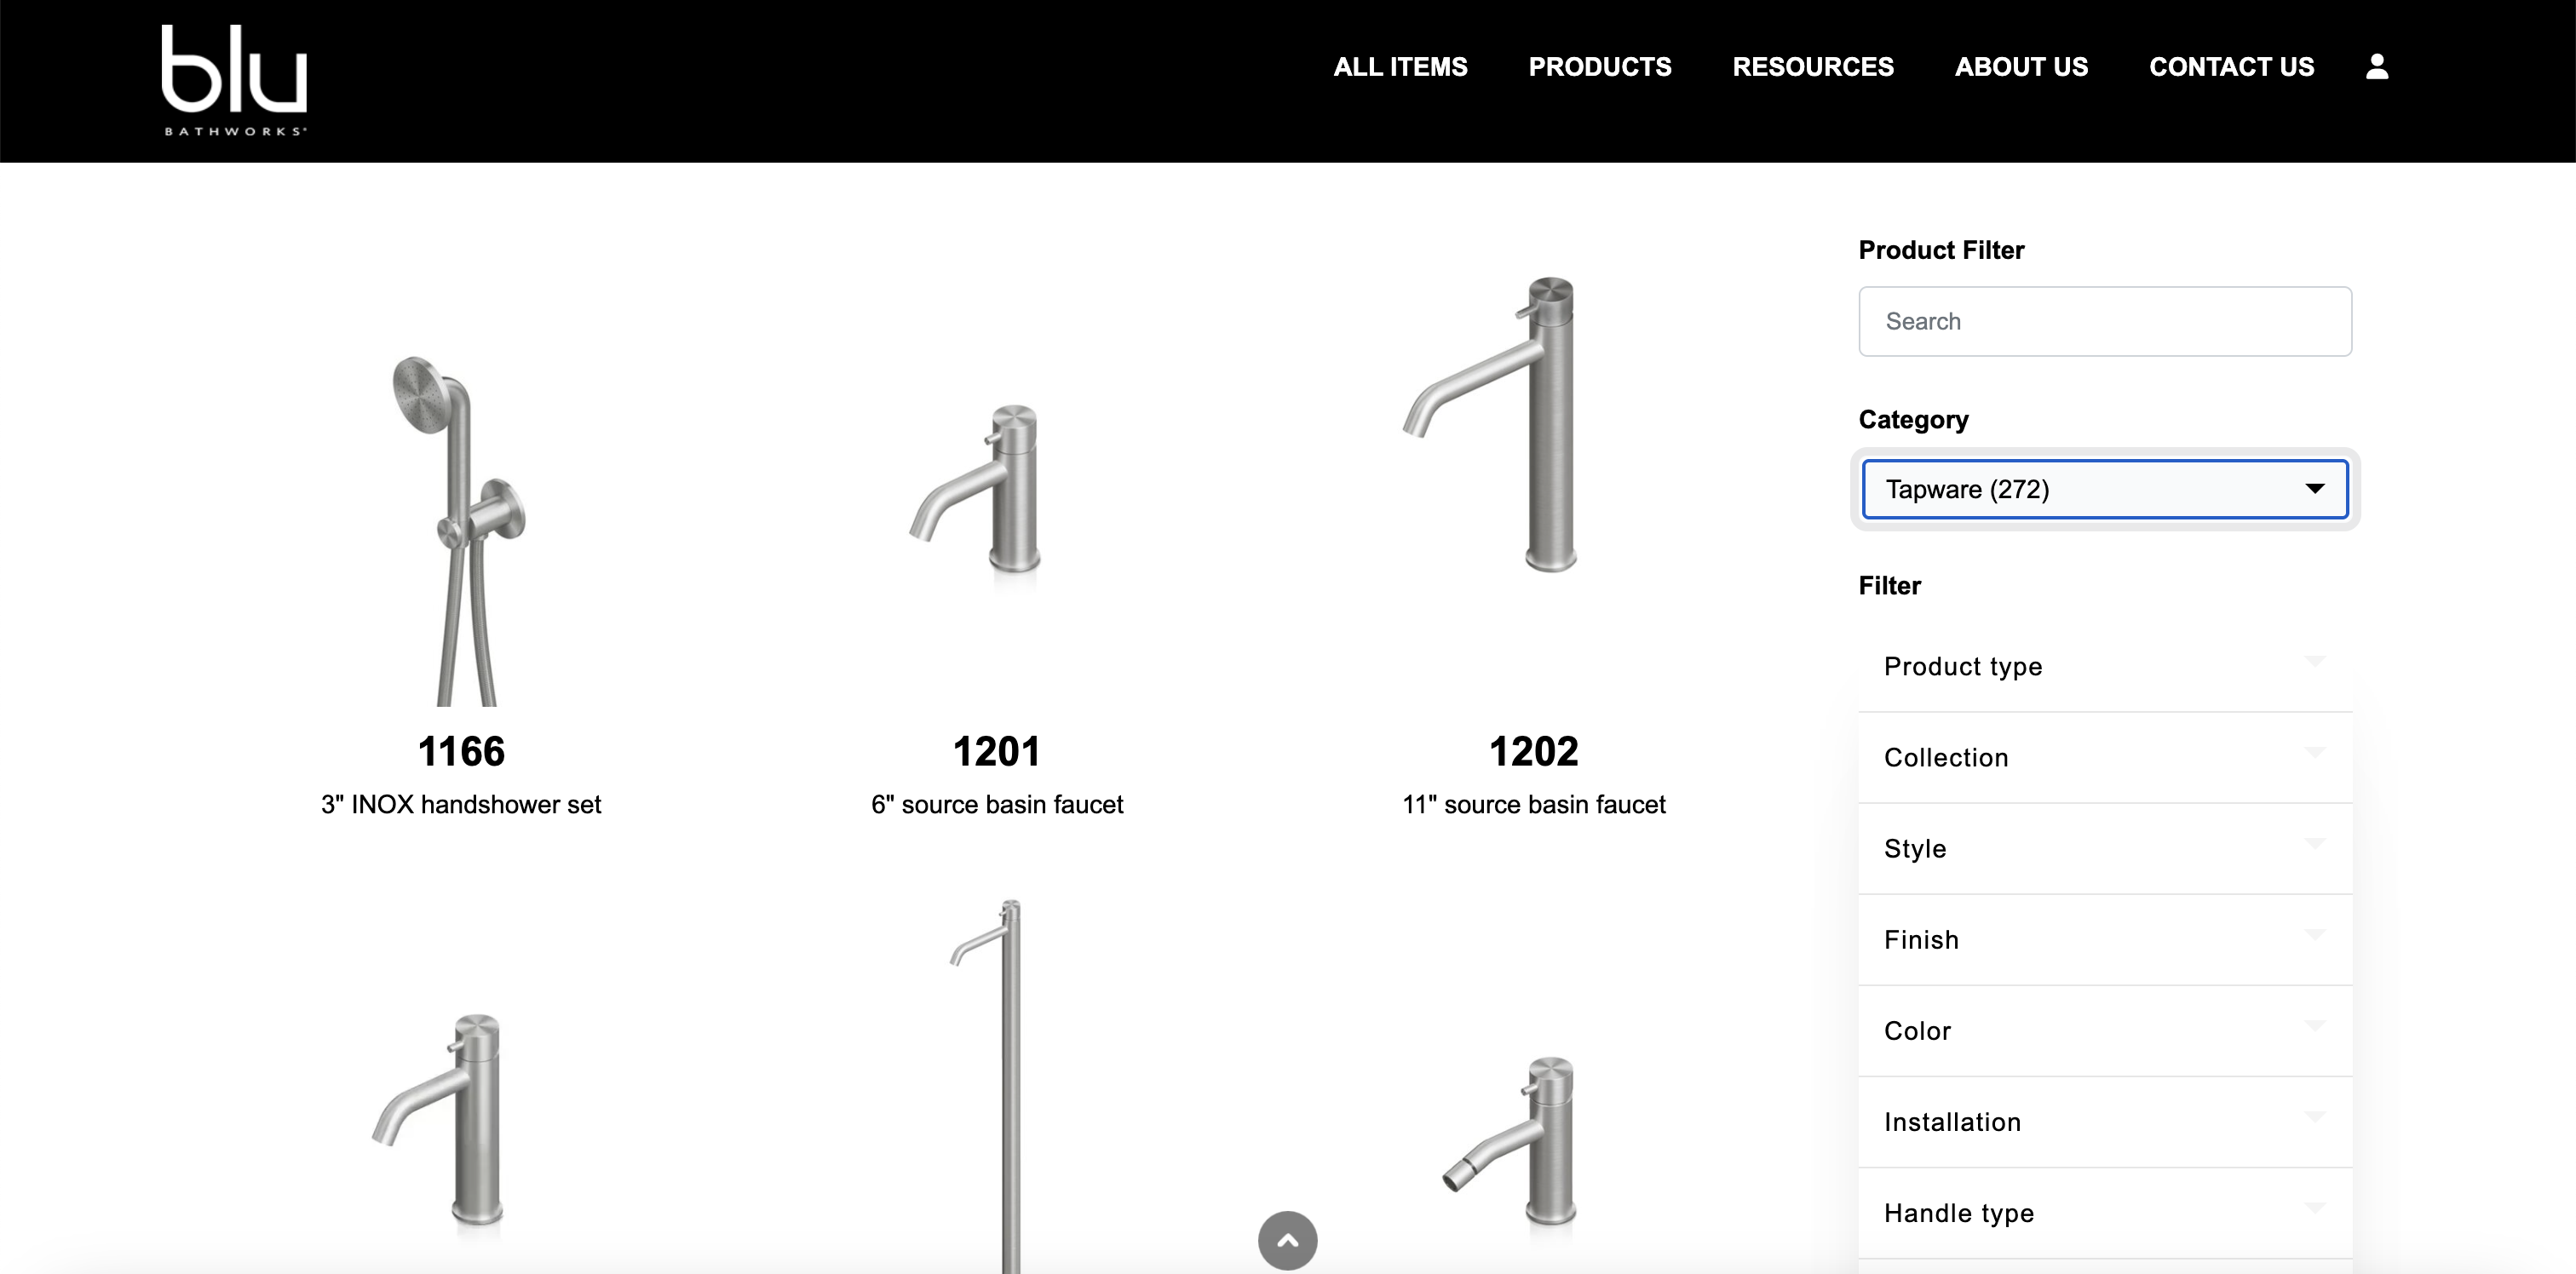 blu
BATHWORKS®
ALL ITEMS
PRODUCTS
RESOURCES
ABOUT US
CONTACT US
1166
3" INOX handshower set
1201
6" source basin faucet
1202
11" source basin faucet
Product Filter
Search
Category
Tapware (272)
Filter
Product type
Collection
Style
Finish
Color
Installation
Handle type